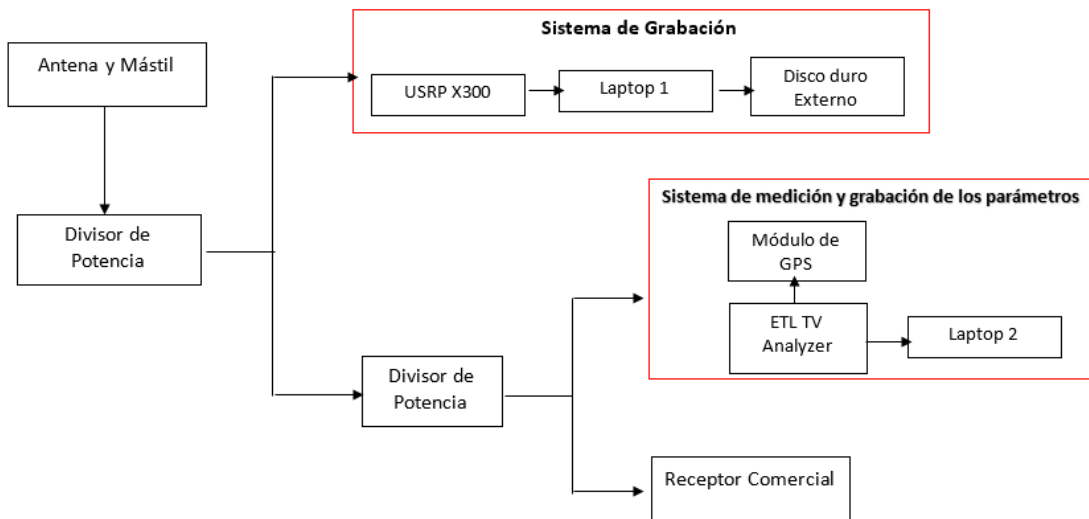 Sistema de Grabación
Antena y Mástil
USRP X300
Laptop 1
Disco duro
Externo
Divisor de
Potencia
Sistema de medición y grabación de los parámetros
Módulo de
GPS
ETL TV
Analyzer
Laptop 2
Divisor de
Potencia
Receptor Comercial